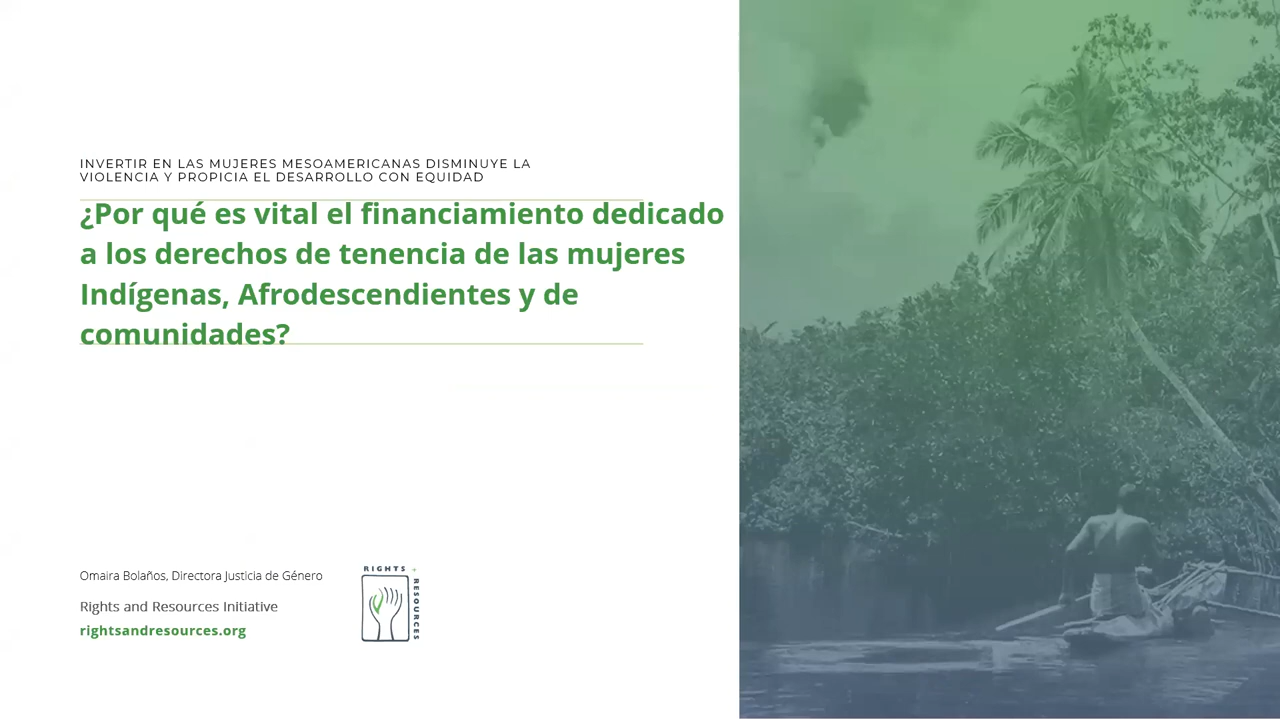 INVERTIR EN LAS MUJERES MESOAMERICANAS DISMINUYE LA
VIOLENCIA Y PROPICIA EL DESARROLLO CON EQUIDAD
¿Por qué es vital el financiamiento dedicado
a los derechos de tenencia de las mujeres
Indígenas, Afrodescendientes y de
comunidades?
Omaira Bolaños, Directora Justicia de Género
Rights and Resources Initiative
rightsandresources.org
RIGHTS +
RESOURCES